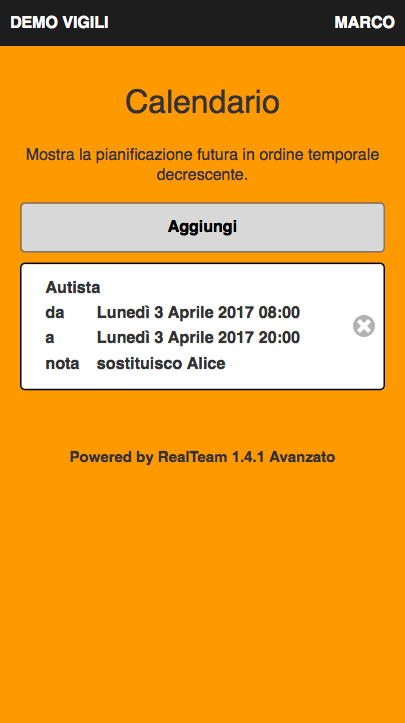 DEMO VIGILI MARCO
Calendario
Mostra la pianificazione futura in ordine temporale
decrescente.
Aggiungi
Autista
da Lunedì 3 Aprile 2017 08:00
a Lunedì 3 Aprile 2017 20:00
nota sostituisco Alice
Powered by RealTeam 1.4.1 Avanzato